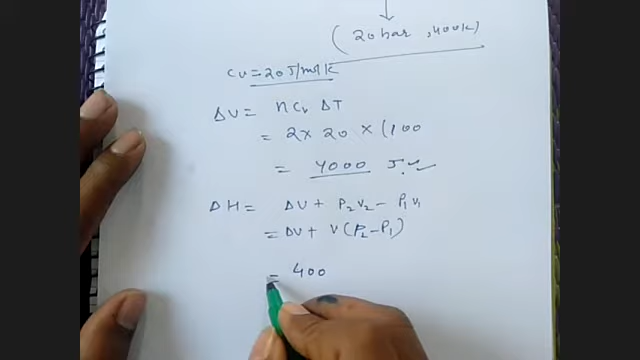 (20 bar, 400K)
Cv = 20 J/mol K
ΔU = nCv ΔT
= 2 × 20 × (100
= 4000 J. ✓✓
ΔH = ΔU + P₂V₂ - P₁V₁
= ΔU + V(P₂-P₁)
= 400